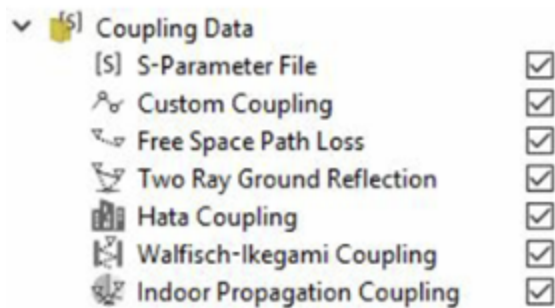 Coupling Data
[S] S-Parameter File
Custom Coupling
Free Space Path Loss
Two Ray Ground Reflection
Hata Coupling
Walfisch-Ikegami Coupling
Indoor Propagation Coupling